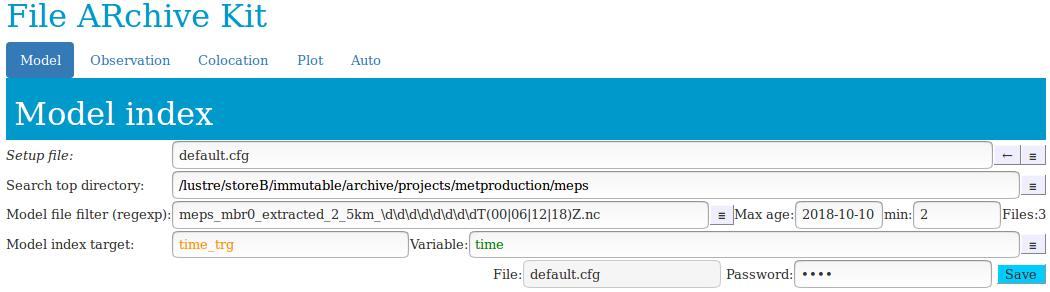 File ARchive Kit
Model Observation Colocation Plot Auto
Model index
Setup file: default.cfg ← ≡
Search top directory: /lustre/storeB/immutable/archive/projects/metproduction/meps ≡
Model file filter (regexp): meps_mbr0_extracted_2_5km_\d\d\d\d\d\d\d\dT(00|06|12|18)Z.nc ≡ Max age: 2018-10-10 min: 2 Files:3
Model index target: time_trg Variable: time ≡
File: default.cfg Password: •••• Save